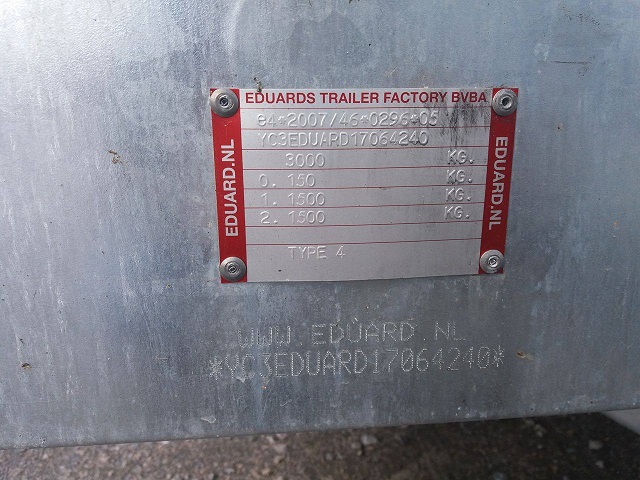 EDUARDS TRAILER FACTORY BVBA
84*2007/46*0296*05
YC3EDUARD17064240
3000 KG.
0. 150 KG.
1. 1500 KG.
2. 1500 KG.
TYPE 4
EDUARD.NL
EDUARD.NL
WWW.EDUARD.NL
*YC3EDUARD17064240*